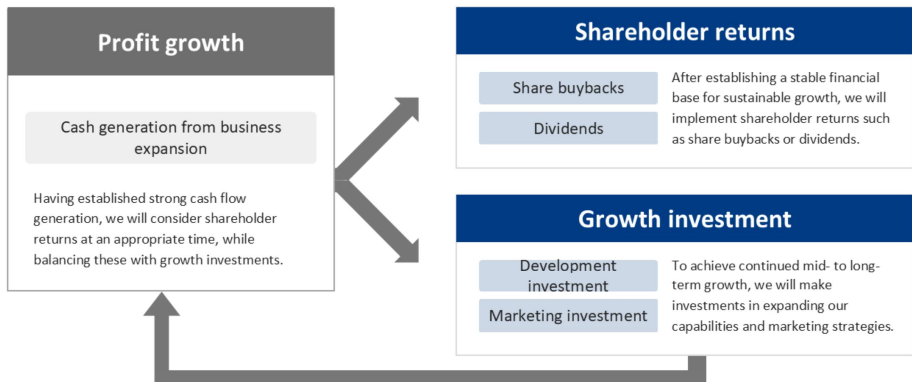 Profit growth
Cash generation from business
expansion
Having established strong cash flow
generation, we will consider shareholder
returns at an appropriate time, while
balancing these with growth investments.
Shareholder returns
Share buybacks
Dividends
After establishing a stable financial
base for sustainable growth, we will
implement shareholder returns such
as share buybacks or dividends.
Growth investment
Development
investment
Marketing investment
To achieve continued mid- to long-
term growth, we will make
investments in expanding our
capabilities and marketing strategies.